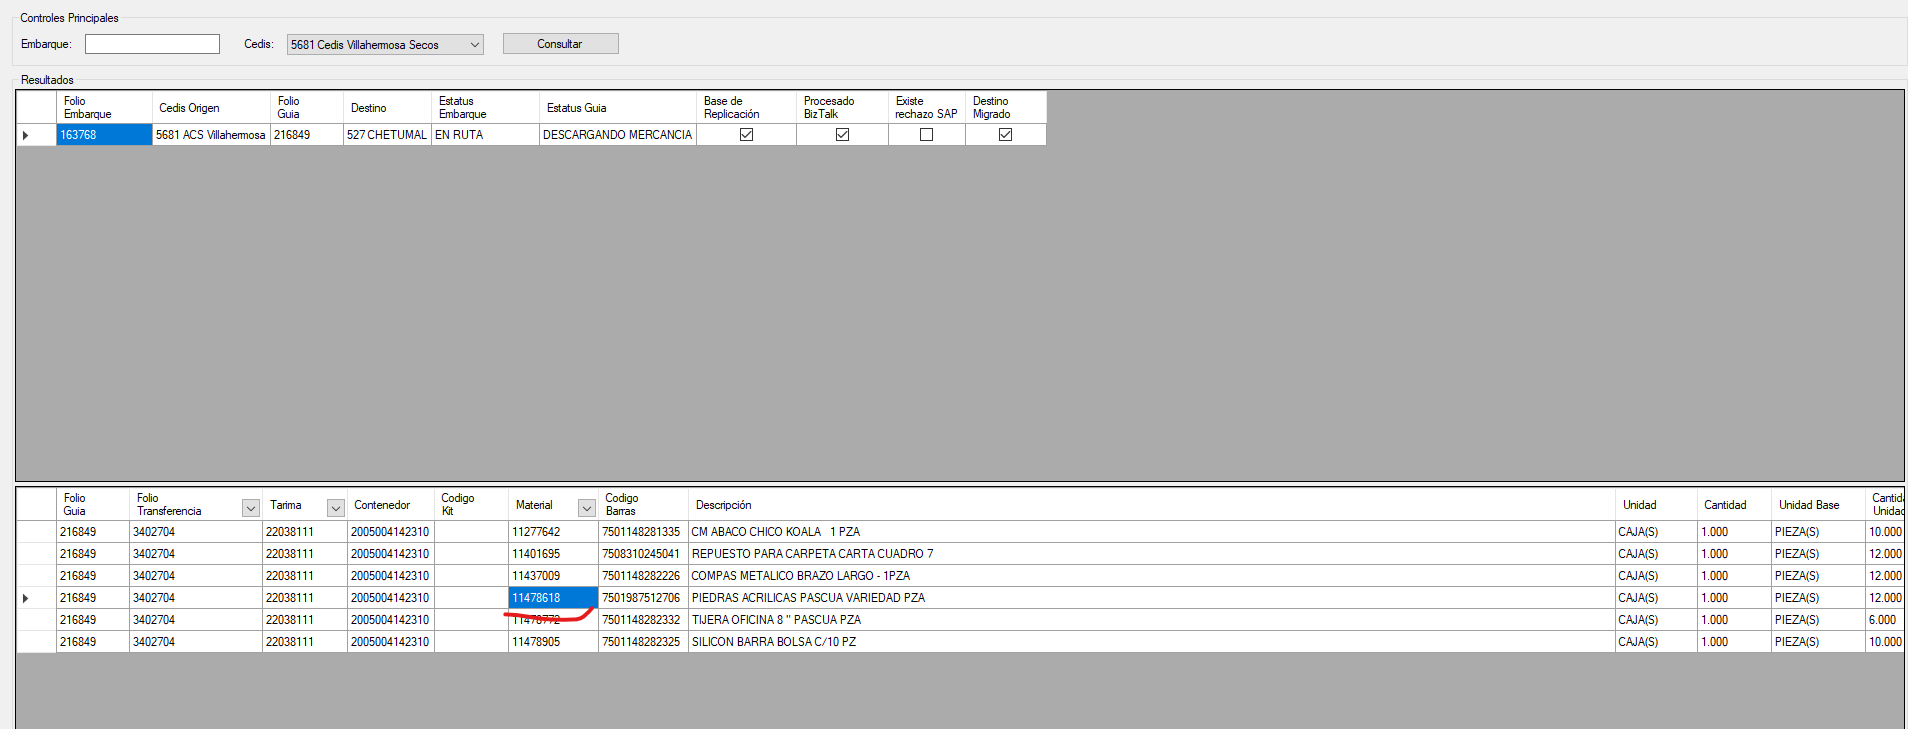 Controles Principales
Embarque: Cedis: 5681 Cedis Villahermosa Secos Consultar
Resultados
Folio Embarque Cedis Origen Folio Guia Destino Estatus Embarque Estatus Guia Base de Replicación Procesado BizTalk Existe rechazo SAP Destino Migrado
163768 5681 ACS Villahermosa 216849 527 CHETUMAL EN RUTA DESCARGANDO MERCANCIA
Folio Guia Folio Transferencia Tarima Contenedor Codigo Kit Material Codigo Barras Descripción Unidad Cantidad Unidad Base Cantida Unidad
216849 3402704 22038111 2005004142310 11277642 7501148281335 CM ABACO CHICO KOALA 1 PZA CAJA(S) 1.000 PIEZA(S) 10.000
216849 3402704 22038111 2005004142310 11401695 7508310245041 REPUESTO PARA CARPETA CARTA CUADRO 7 CAJA(S) 1.000 PIEZA(S) 12.000
216849 3402704 22038111 2005004142310 11437009 7501148282226 COMPAS METALICO BRAZO LARGO - 1PZA CAJA(S) 1.000 PIEZA(S) 12.000
216849 3402704 22038111 2005004142310 11478618 7501987512706 PIEDRAS ACRILICAS PASCUA VARIEDAD PZA CAJA(S) 1.000 PIEZA(S) 12.000
216849 3402704 22038111 2005004142310 11478772 7501148282332 TIJERA OFICINA 8 " PASCUA PZA CAJA(S) 1.000 PIEZA(S) 6.000
216849 3402704 22038111 2005004142310 11478905 7501148282325 SILICON BARRA BOLSA C/10 PZ CAJA(S) 1.000 PIEZA(S) 10.000